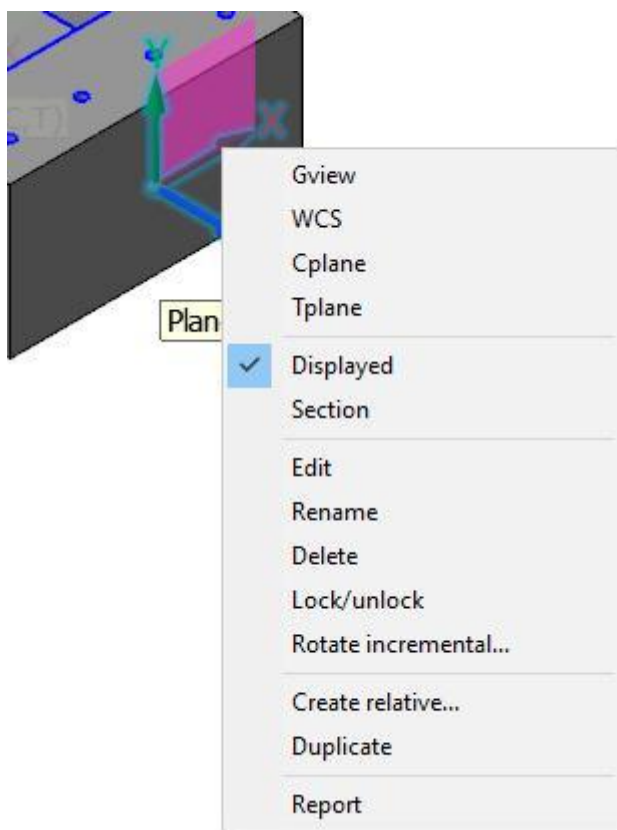 Y
X
C,T)
Plan
Gview
WCS
Cplane
Tplane
Displayed
Section
Edit
Rename
Delete
Lock/unlock
Rotate incremental...
Create relative...
Duplicate
Report